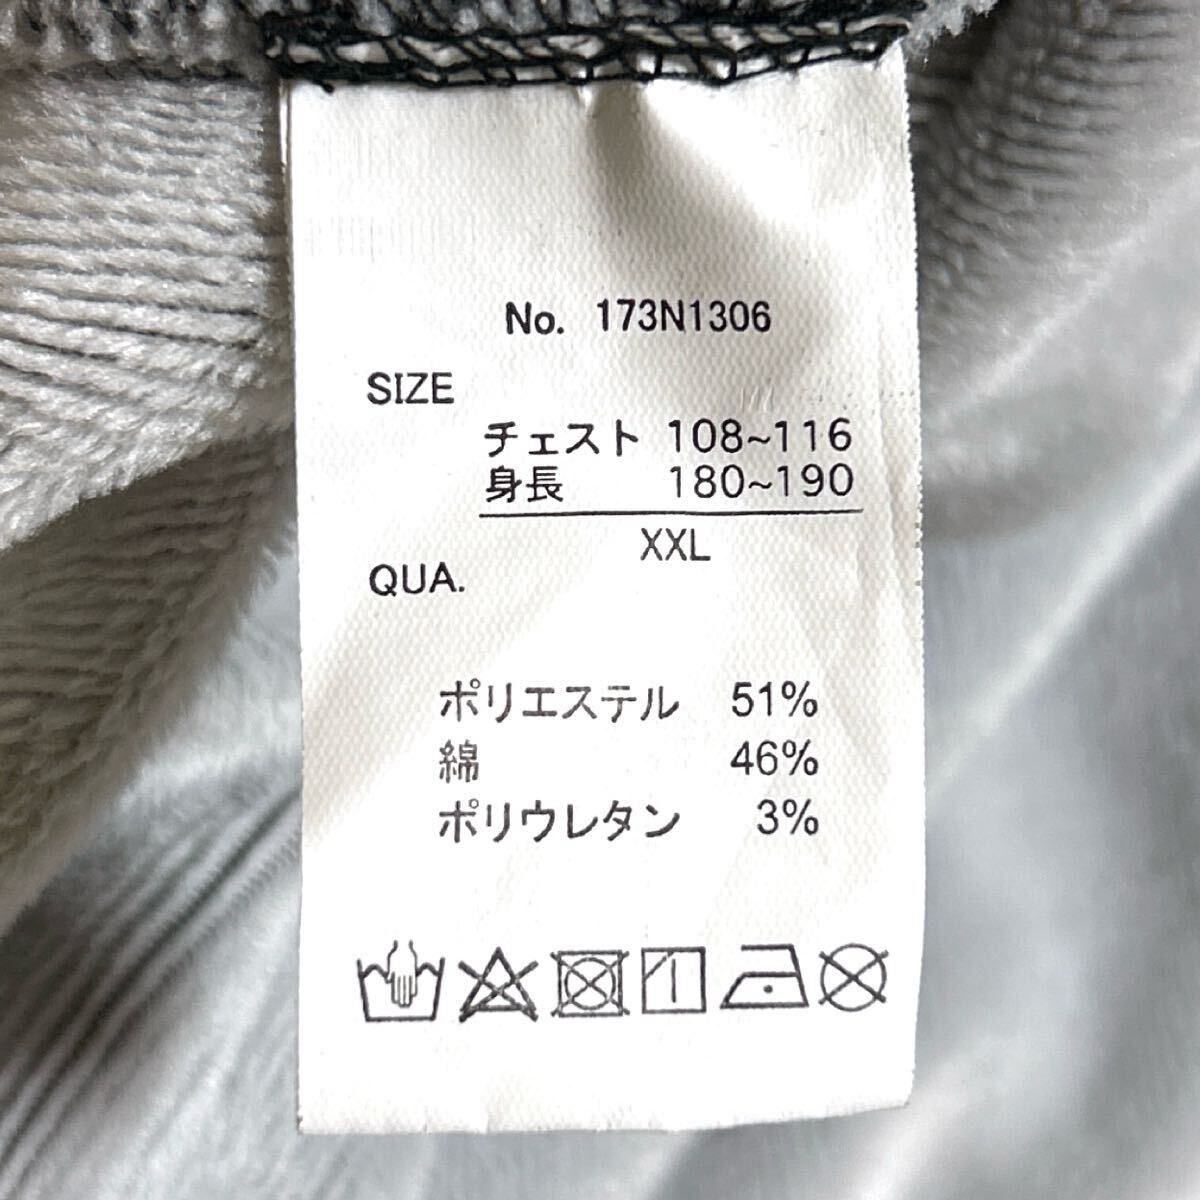 No. 173N1306
SIZE
チェスト 108~116
身長 180~190
XXL
QUA.
ポリエステル 51%
綿 46%
ポリウレタン 3%